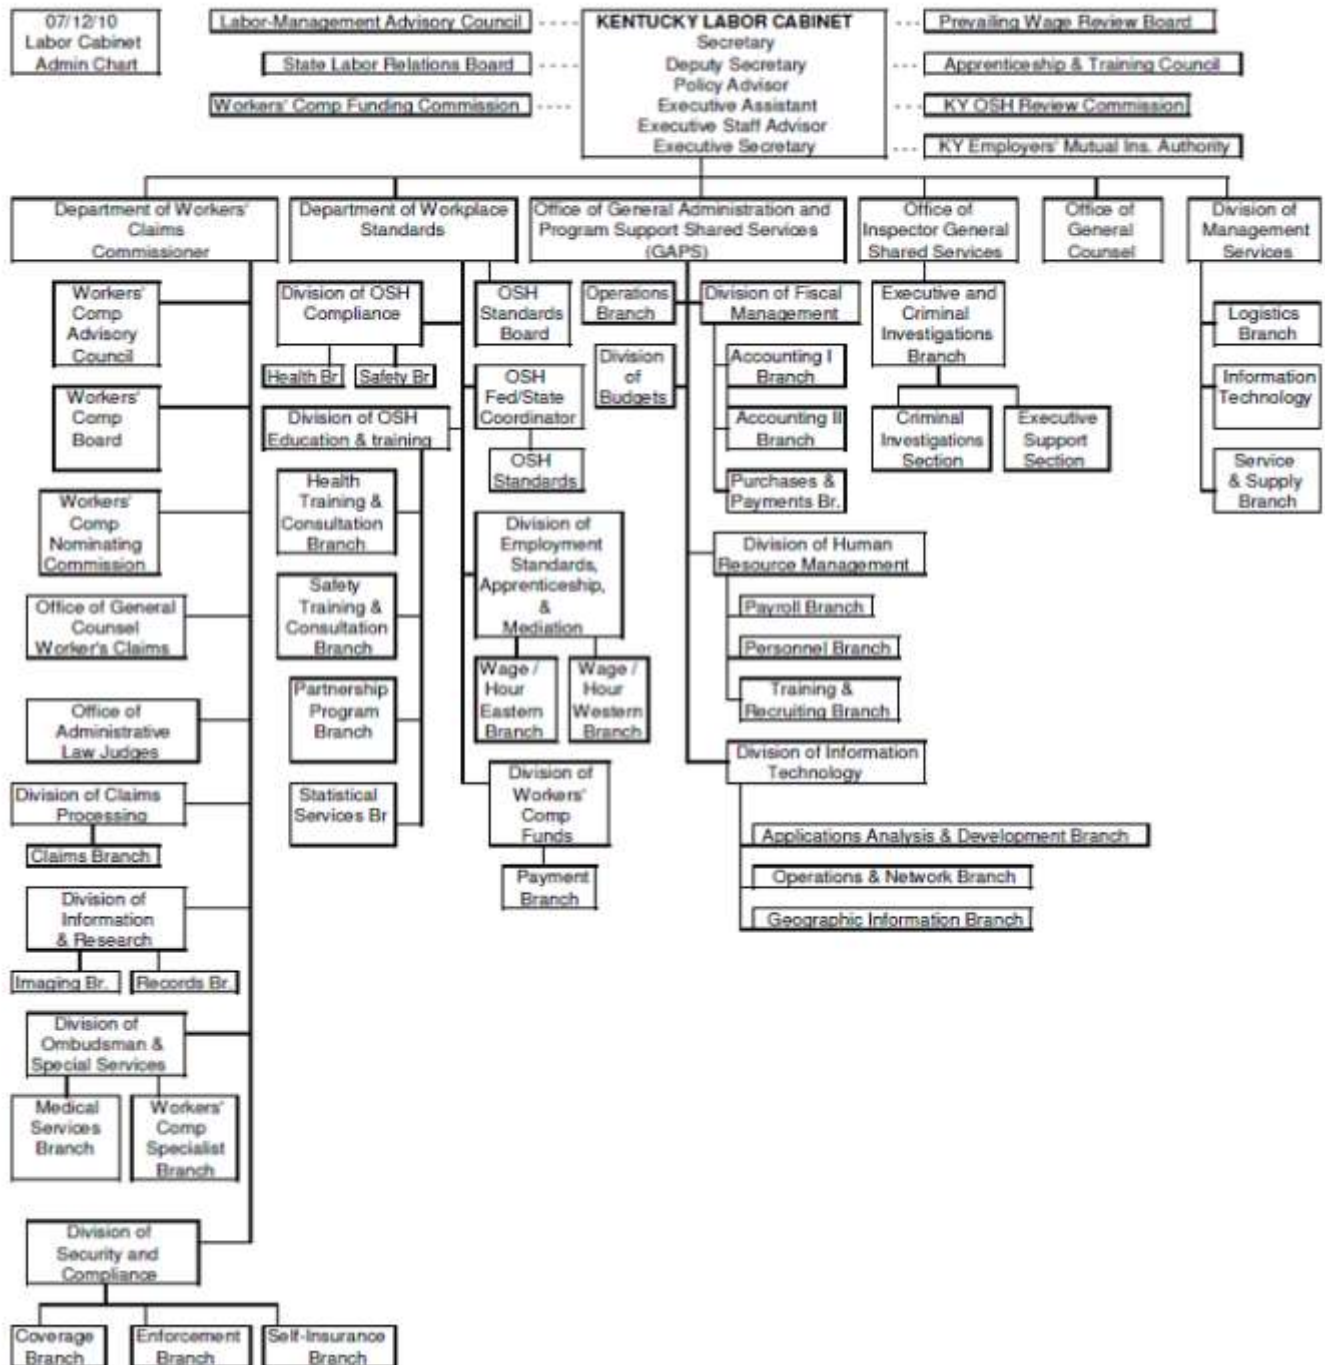 07/12/10
Labor Cabinet
Admin Chart
Labor-Management Advisory Council
State Labor Relations Board
Workers' Comp Funding Commission
KENTUCKY LABOR CABINET
Secretary
Deputy Secretary
Policy Advisor
Executive Assistant
Executive Staff Advisor
Executive Secretary
Prevailing Wage Review Board
Apprenticeship & Training Council
KY OSH Review Commission
KY Employers' Mutual Ins. Authority
Department of Workers'
Claims
Commissioner
Workers'
Comp
Advisory
Council
Workers'
Comp
Board
Workers'
Comp
Nominating
Commission
Office of General
Counsel
Worker's Claims
Office of
Administrative
Law Judges
Division of Claims
Processing
Claims Branch
Division of
Information
& Research
Imaging Br.
Records Br.
Division of
Ombudsman &
Special Services
Medical
Services
Branch
Workers'
Comp
Specialist
Branch
Division of
Security and
Compliance
Coverage
Branch
Enforcement
Branch
Self-Insurance
Branch
Department of Workplace
Standards
Division of OSH
Compliance
Health Br
Safety Br
Division of OSH
Education & training
Health
Training &
Consultation
Branch
Safety
Training &
Consultation
Branch
Partnership
Program
Branch
Statistical
Services Br
OSH
Standards
Board
OSH
Fed/State
Coordinator
OSH
Standards
Division of
Employment
Standards,
Apprenticeship,
&
Mediation
Wage /
Hour
Eastern
Branch
Wage /
Hour
Western
Branch
Division of
Workers'
Comp
Funds
Payment
Branch
Office of General Administration and
Program Support Shared Services
(GAPS)
Operations
Branch
Division
of
Budgets
Division of Fiscal
Management
Accounting I
Branch
Accounting II
Branch
Purchases &
Payments Br.
Division of Human
Resource Management
Payroll Branch
Personnel Branch
Training &
Recruiting Branch
Division of Information
Technology
Applications Analysis & Development Branch
Operations & Network Branch
Geographic Information Branch
Office of
Inspector General
Shared Services
Executive and
Criminal
Investigations
Branch
Criminal
Investigations
Section
Executive
Support
Section
Office of
General
Counsel
Division of
Management
Services
Logistics
Branch
Information
Technology
Service
& Supply
Branch